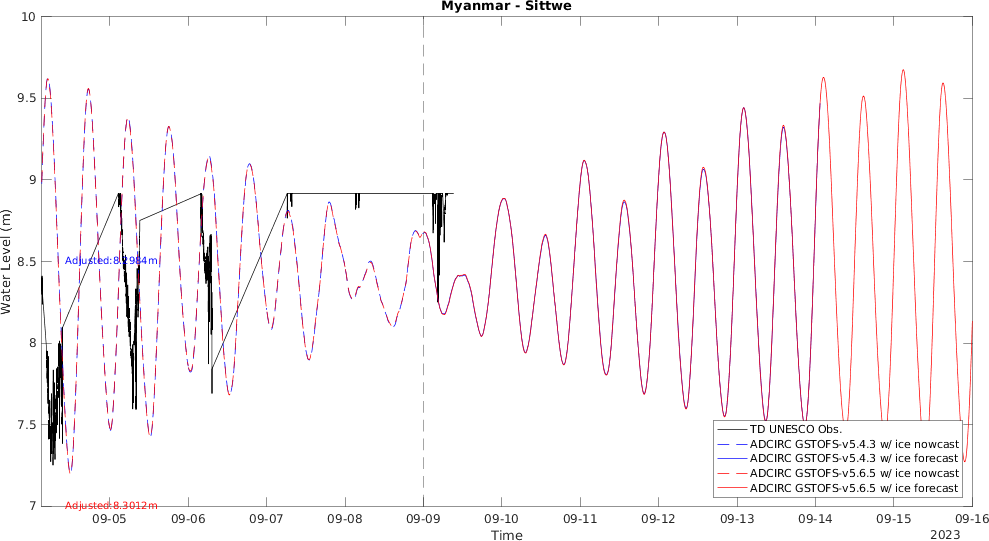 Myanmar - Sittwe
10
9.5
9
8.5
8
7.5
7
Water Level (m)
Adjusted:8.2984m
Adjusted:8.3012m
TD UNESCO Obs.
ADCIRC GSTOFS-v5.4.3 w/ ice nowcast
ADCIRC GSTOFS-v5.4.3 w/ ice forecast
ADCIRC GSTOFS-v5.6.5 w/ ice nowcast
ADCIRC GSTOFS-v5.6.5 w/ ice forecast
09-05 09-06 09-07 09-08 09-09 09-10 09-11 09-12 09-13 09-14 09-15 09-16
Time
2023